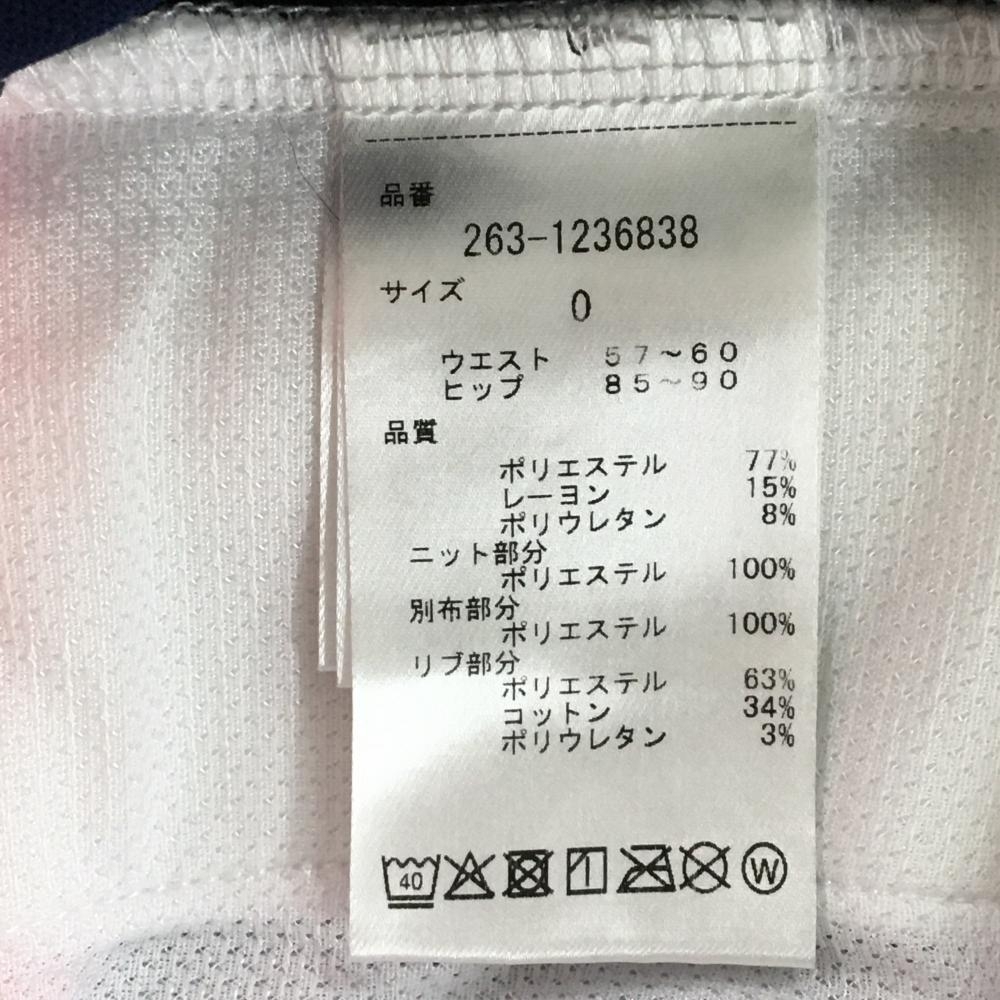 品番
263-1236838
サイズ
0
ウエスト 57～60
ヒップ 85～90
品質
ポリエステル 77%
レーヨン 15%
ポリウレタン 8%
ニット部分
ポリエステル 100%
別布部分
ポリエステル 100%
リブ部分
ポリエステル 63%
コットン 34%
ポリウレタン 3%
40 W